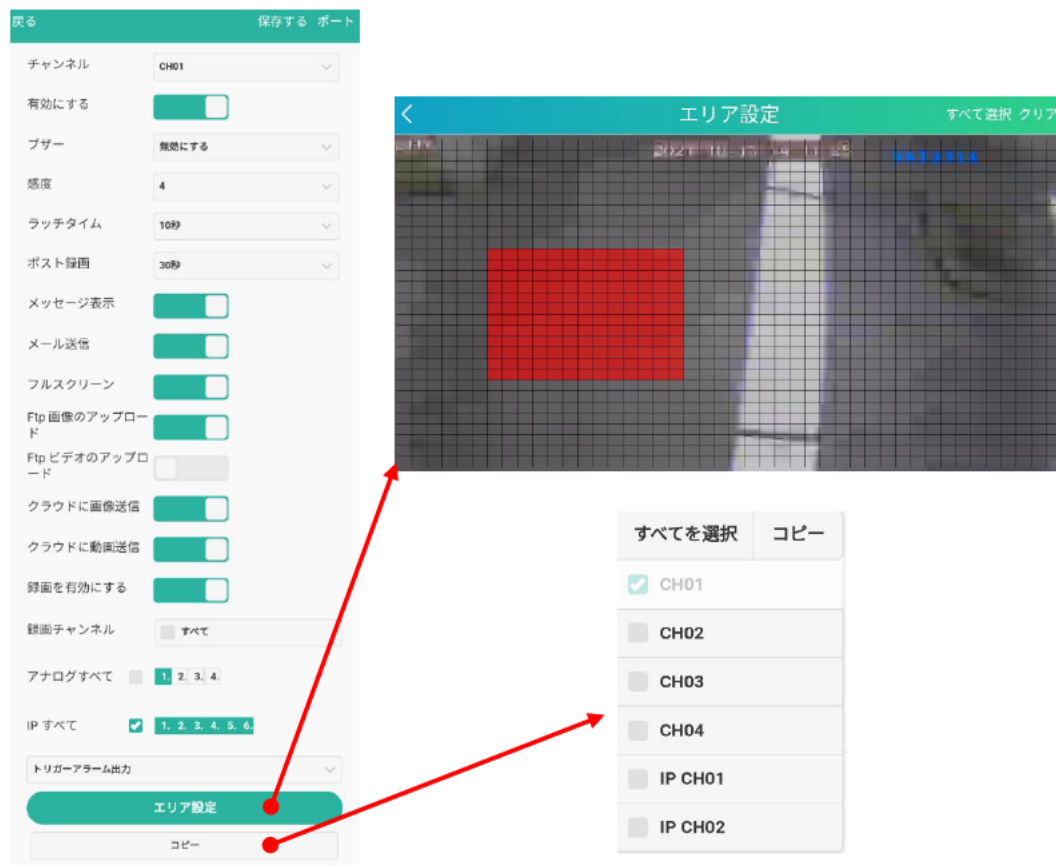 戻る 保存する ポート
チャンネル CH01
有効にする
ブザー 無効にする
感度 4
ラッチタイム 10秒
ポスト録画 30秒
メッセージ表示
メール送信
フルスクリーン
Ftp 画像のアップロー
ド
Ftp ビデオのアップロ
ード
クラウドに画像送信
クラウドに動画送信
録画を有効にする
録画チャンネル すべて
アナログすべて 1. 2. 3. 4.
IP すべて 1. 2. 3. 4. 5. 6.
トリガーアラーム出力
エリア設定
コピー
エリア設定 すべて選択 クリア
すべてを選択 コピー
CH01
CH02
CH03
CH04
IP CH01
IP CH02